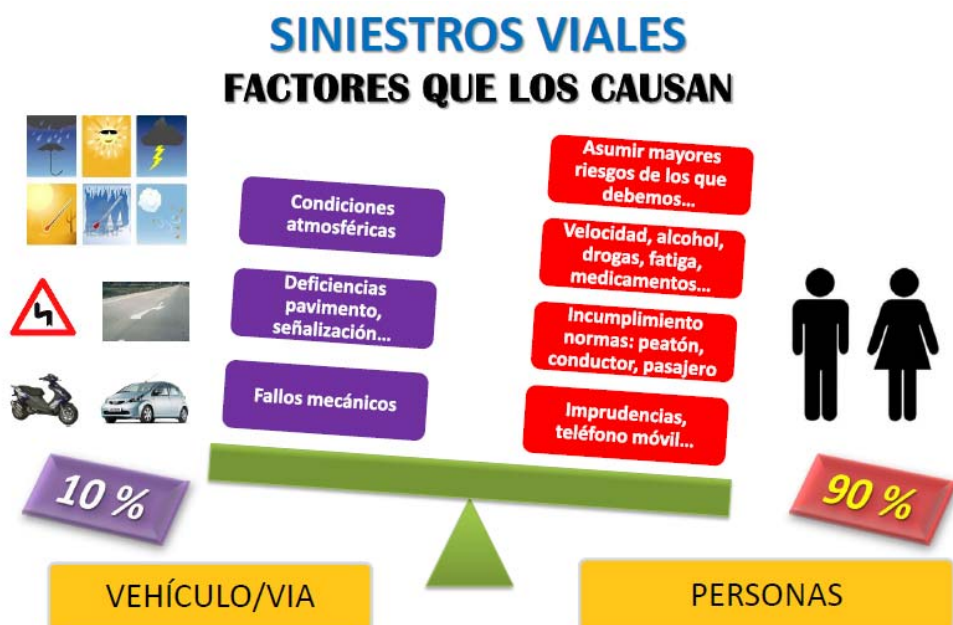 SINIESTROS VIALES
FACTORES QUE LOS CAUSAN
Condiciones
atmosféricas
Deficiencias
pavimento,
señalización...
Fallos mecánicos
Asumir mayores
riesgos de los que
debemos...
Velocidad, alcohol,
drogas, fatiga,
medicamentos...
Incumplimiento
normas: peatón,
conductor, pasajero
Imprudencias,
teléfono móvil...
10 %
90 %
VEHÍCULO/VIA
PERSONAS